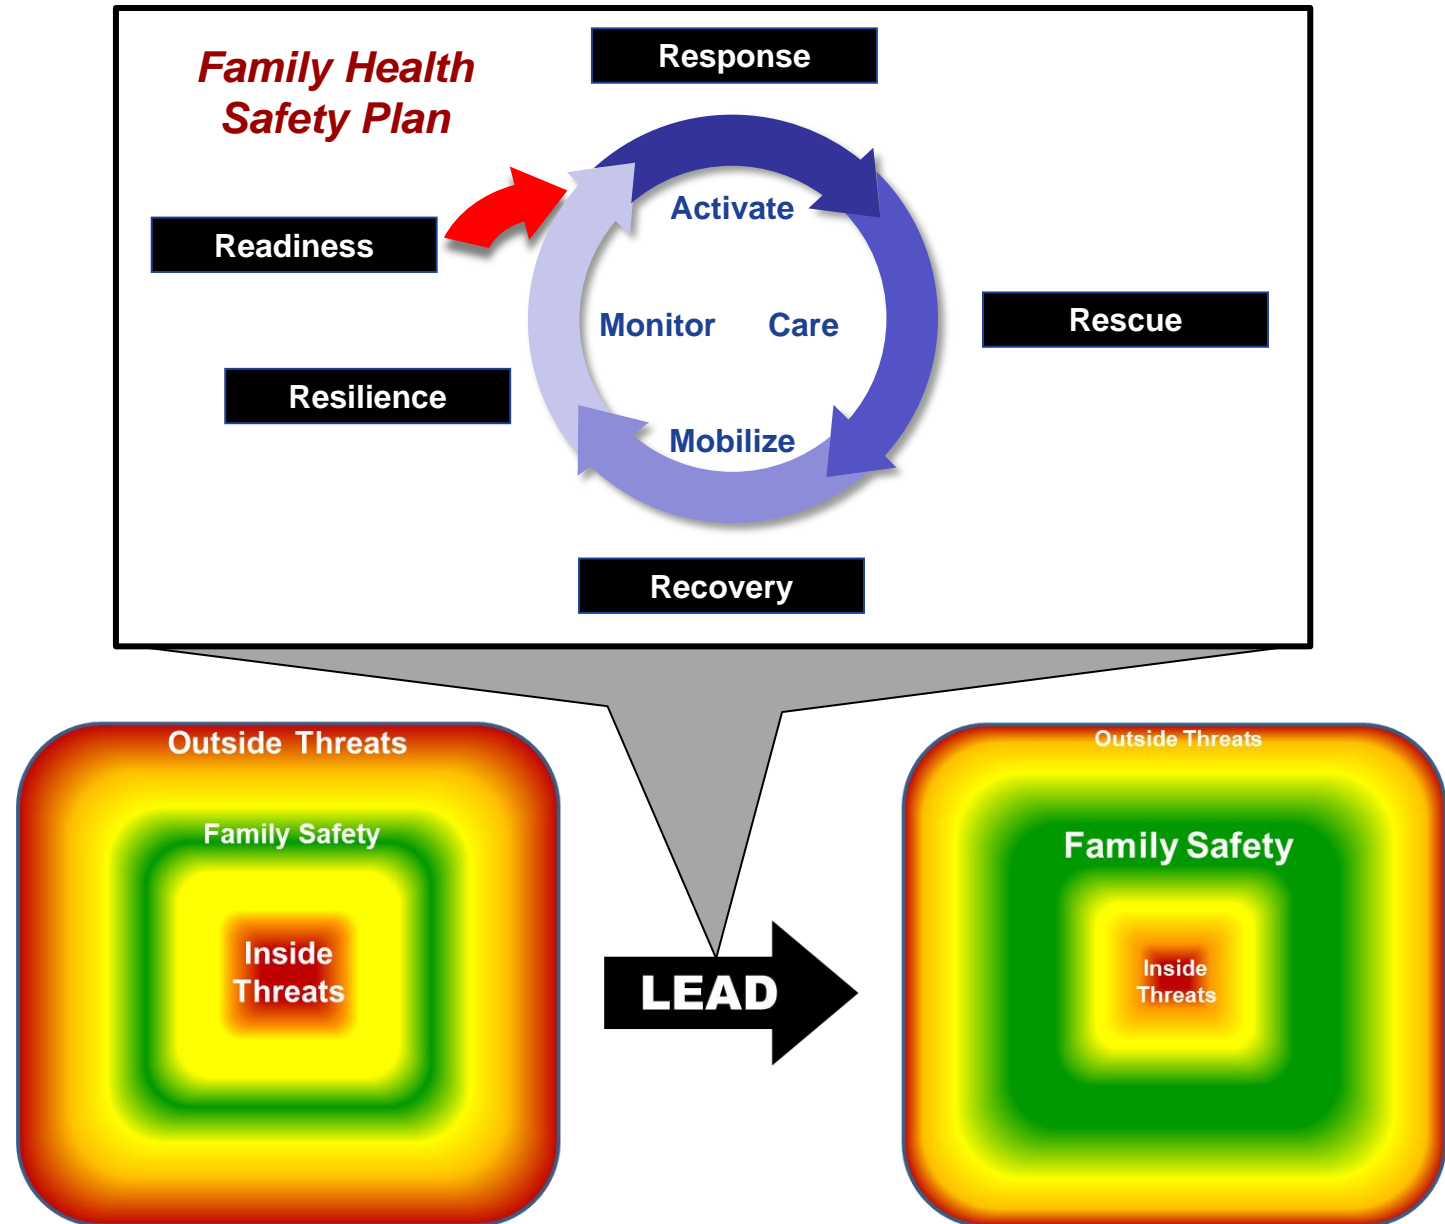 Family Health
Safety Plan
Response
Readiness
Activate
Monitor
Care
Rescue
Resilience
Mobilize
Recovery
Outside Threats
Family Safety
Inside
Threats
LEAD
Outside Threats
Family Safety
Inside
Threats